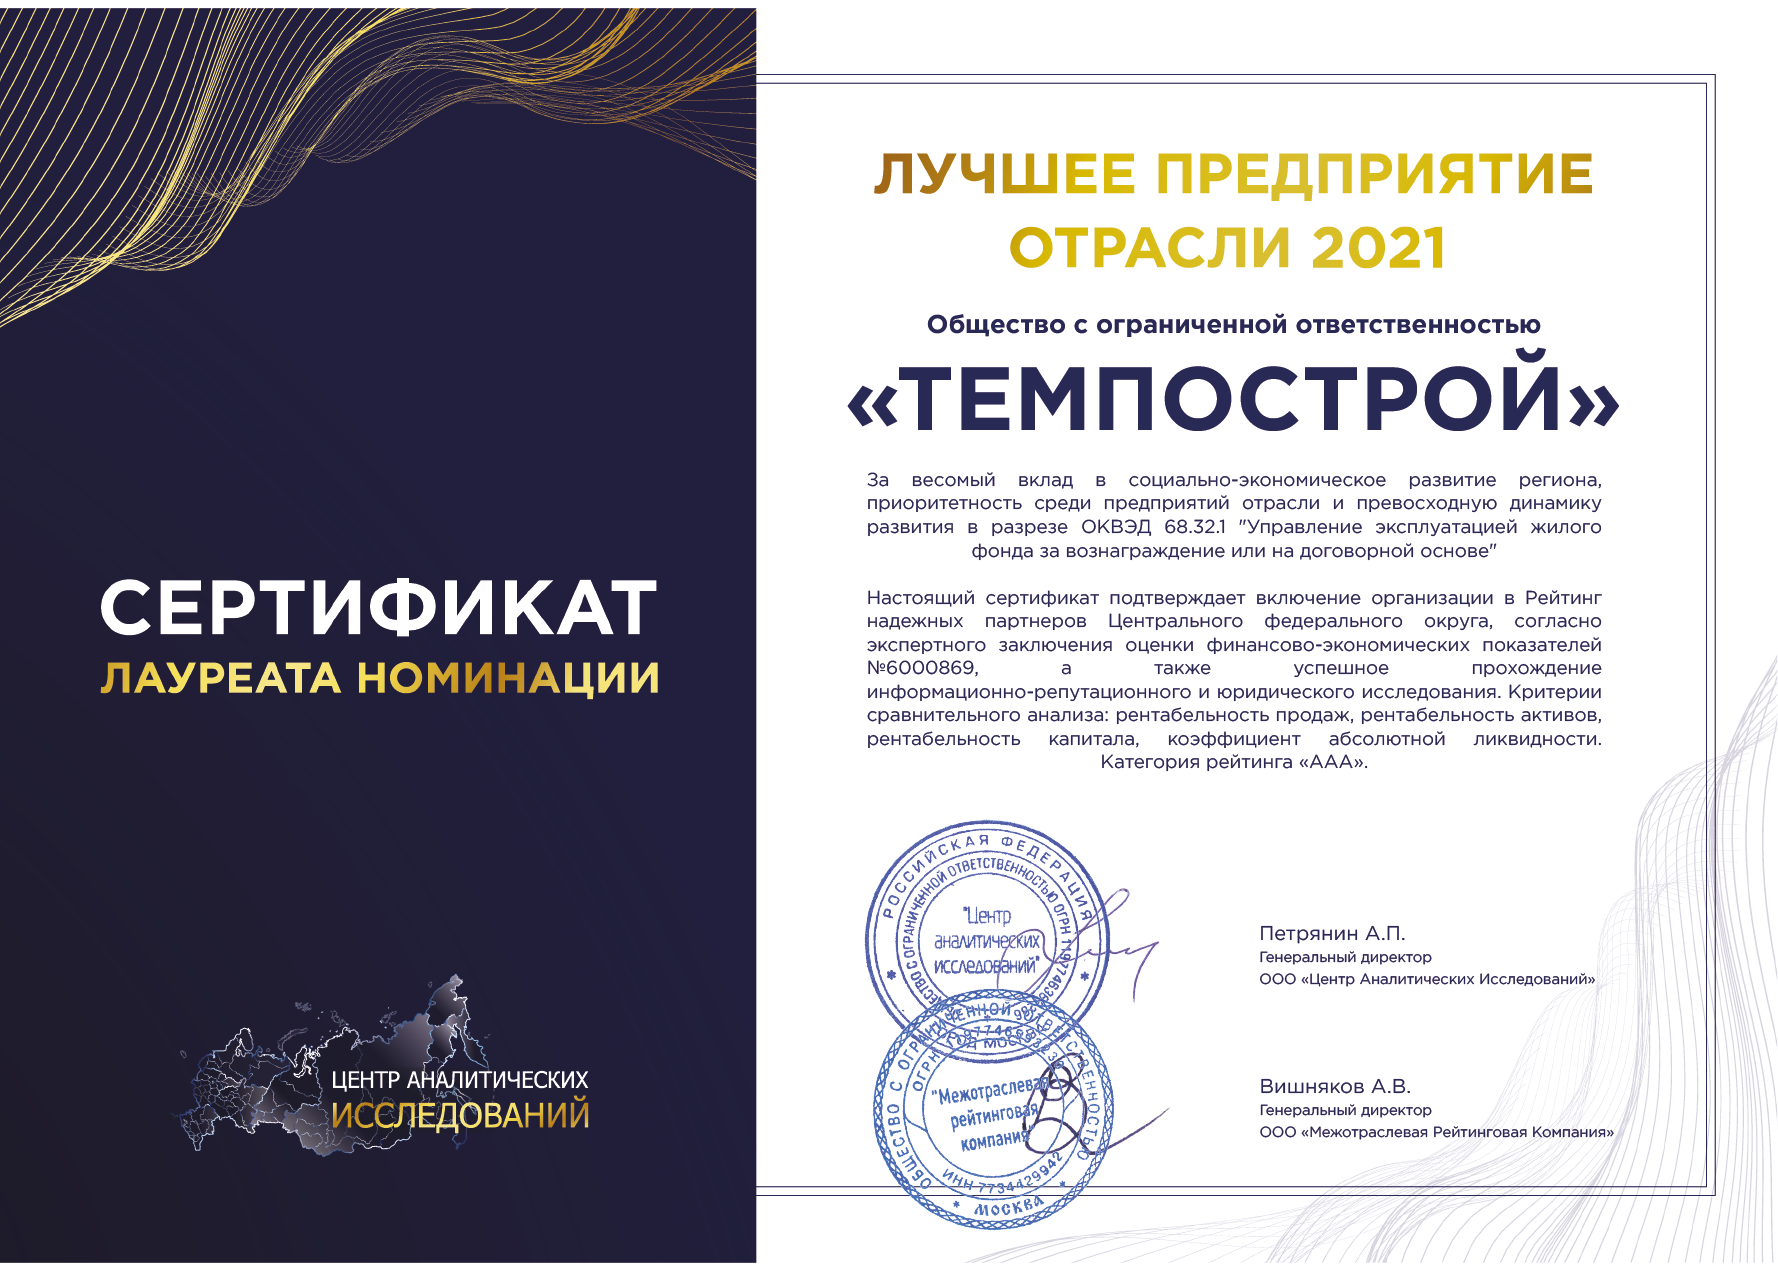 СЕРТИФИКАТ
ЛАУРЕАТА НОМИНАЦИИ
ЦЕНТР АНАЛИТИЧЕСКИХ
ИССЛЕДОВАНИЙ
ЛУЧШЕЕ ПРЕДПРИЯТИЕ
ОТРАСЛИ 2021
Общество с ограниченной ответственностью
«ТЕМПОСТРОЙ»
За весомый вклад в социально-экономическое развитие региона,
приоритетность среди предприятий отрасли и превосходную динамику
развития в разрезе ОКВЭД 68.32.1 "Управление эксплуатацией жилого
фонда за вознаграждение или на договорной основе"
Настоящий сертификат подтверждает включение организации в Рейтинг
надежных партнеров Центрального федерального округа, согласно
экспертного заключения оценки финансово-экономических показателей
№6000869, а также успешное прохождение
информационно-репутационного и юридического исследования. Критерии
сравнительного анализа: рентабельность продаж, рентабельность активов,
рентабельность капитала, коэффициент абсолютной ликвидности.
Категория рейтинга «ААА».
РОССИЙСКАЯ ФЕДЕРАЦИЯ
С ОГРАНИЧЕННОЙ ОТВЕТСТВЕННОСТЬЮ ОГРН
"Центр
аналитических
исследований"
ОБЩЕСТВО С ОГРАНИЧЕННОЙ ОТВЕТСТВЕННОСТЬЮ
"Межотраслевая
рейтинговая
компания
ИНН 7734429942
* МОСКВА *
Петрянин А.П.
Генеральный директор
ООО «Центр Аналитических Исследований»
Вишняков А.В.
Генеральный директор
ООО «Межотраслевая Рейтинговая Компания»